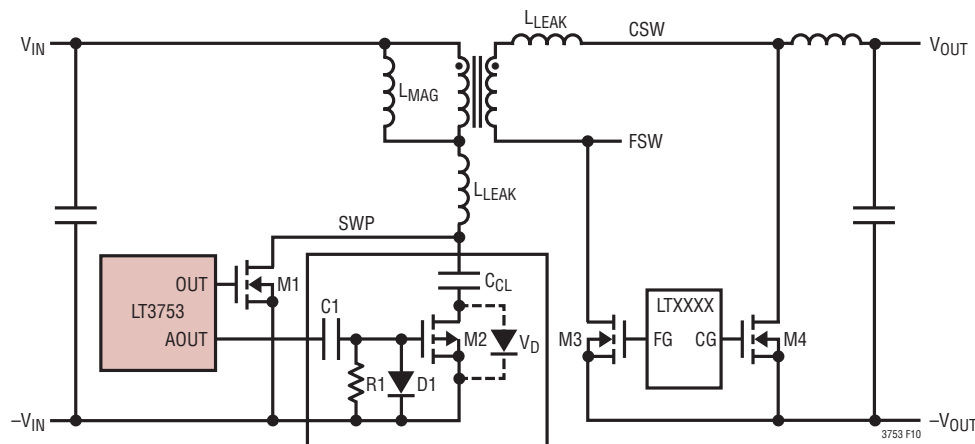 LLEAK
CSW
VIN
VOUT
LMAG
FSW
LLEAK
SWP
CCL
OUT
M1
LT3753
LTXXXX
C1
AOUT
M2
VD
M3
FG
CG
M4
R1
D1
–VIN
–VOUT
3753 F10